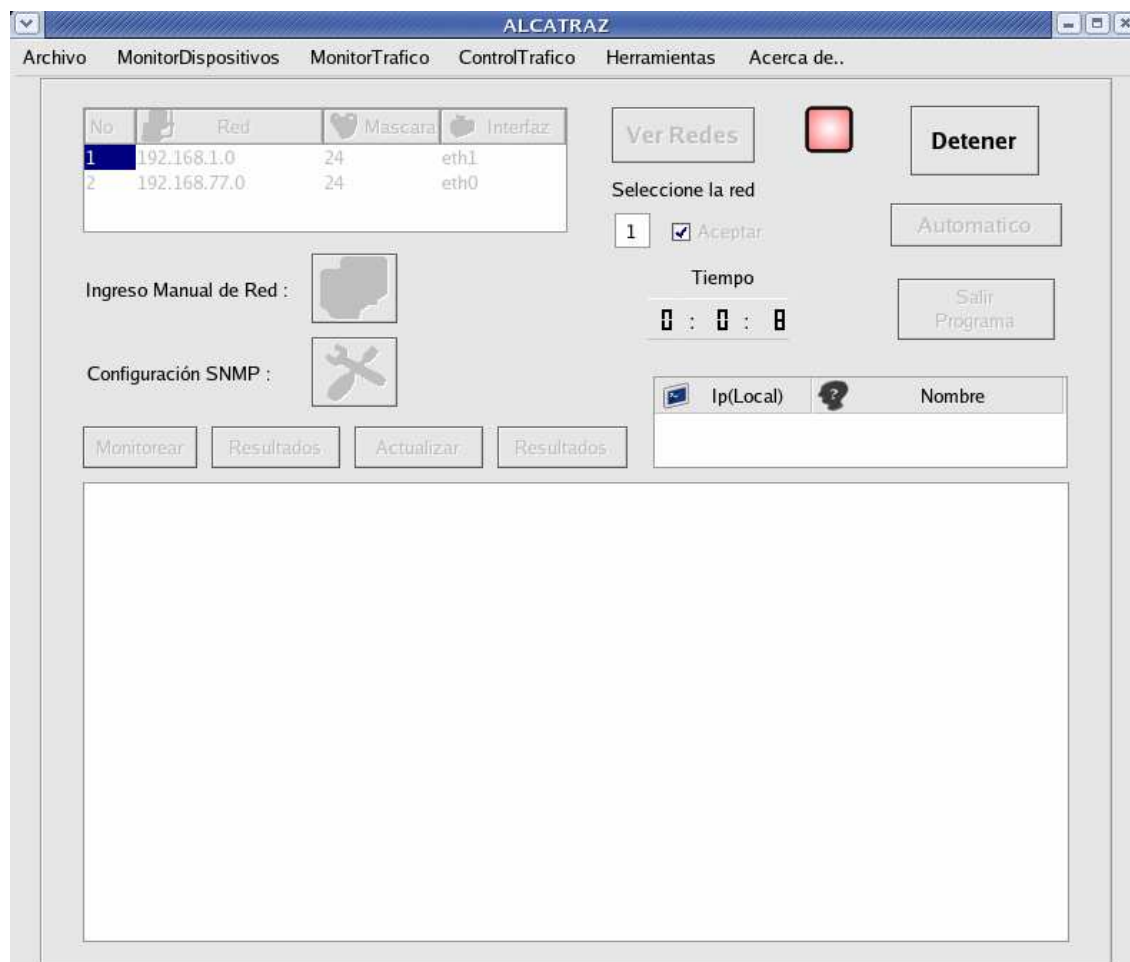 ALCATRAZ
Archivo MonitorDispositivos MonitorTrafico ControlTrafico Herramientas Acerca de..
No Red Mascara Interfaz
1 192.168.1.0 24 eth1
2 192.168.77.0 24 eth0
Ver Redes
Detener
Seleccione la red
1 Aceptar
Automatico
Ingreso Manual de Red :
Tiempo
0 : 0 : 8
Salir
Programa
Configuración SNMP :
Ip(Local) Nombre
Monitorear Resultados Actualizar Resultados